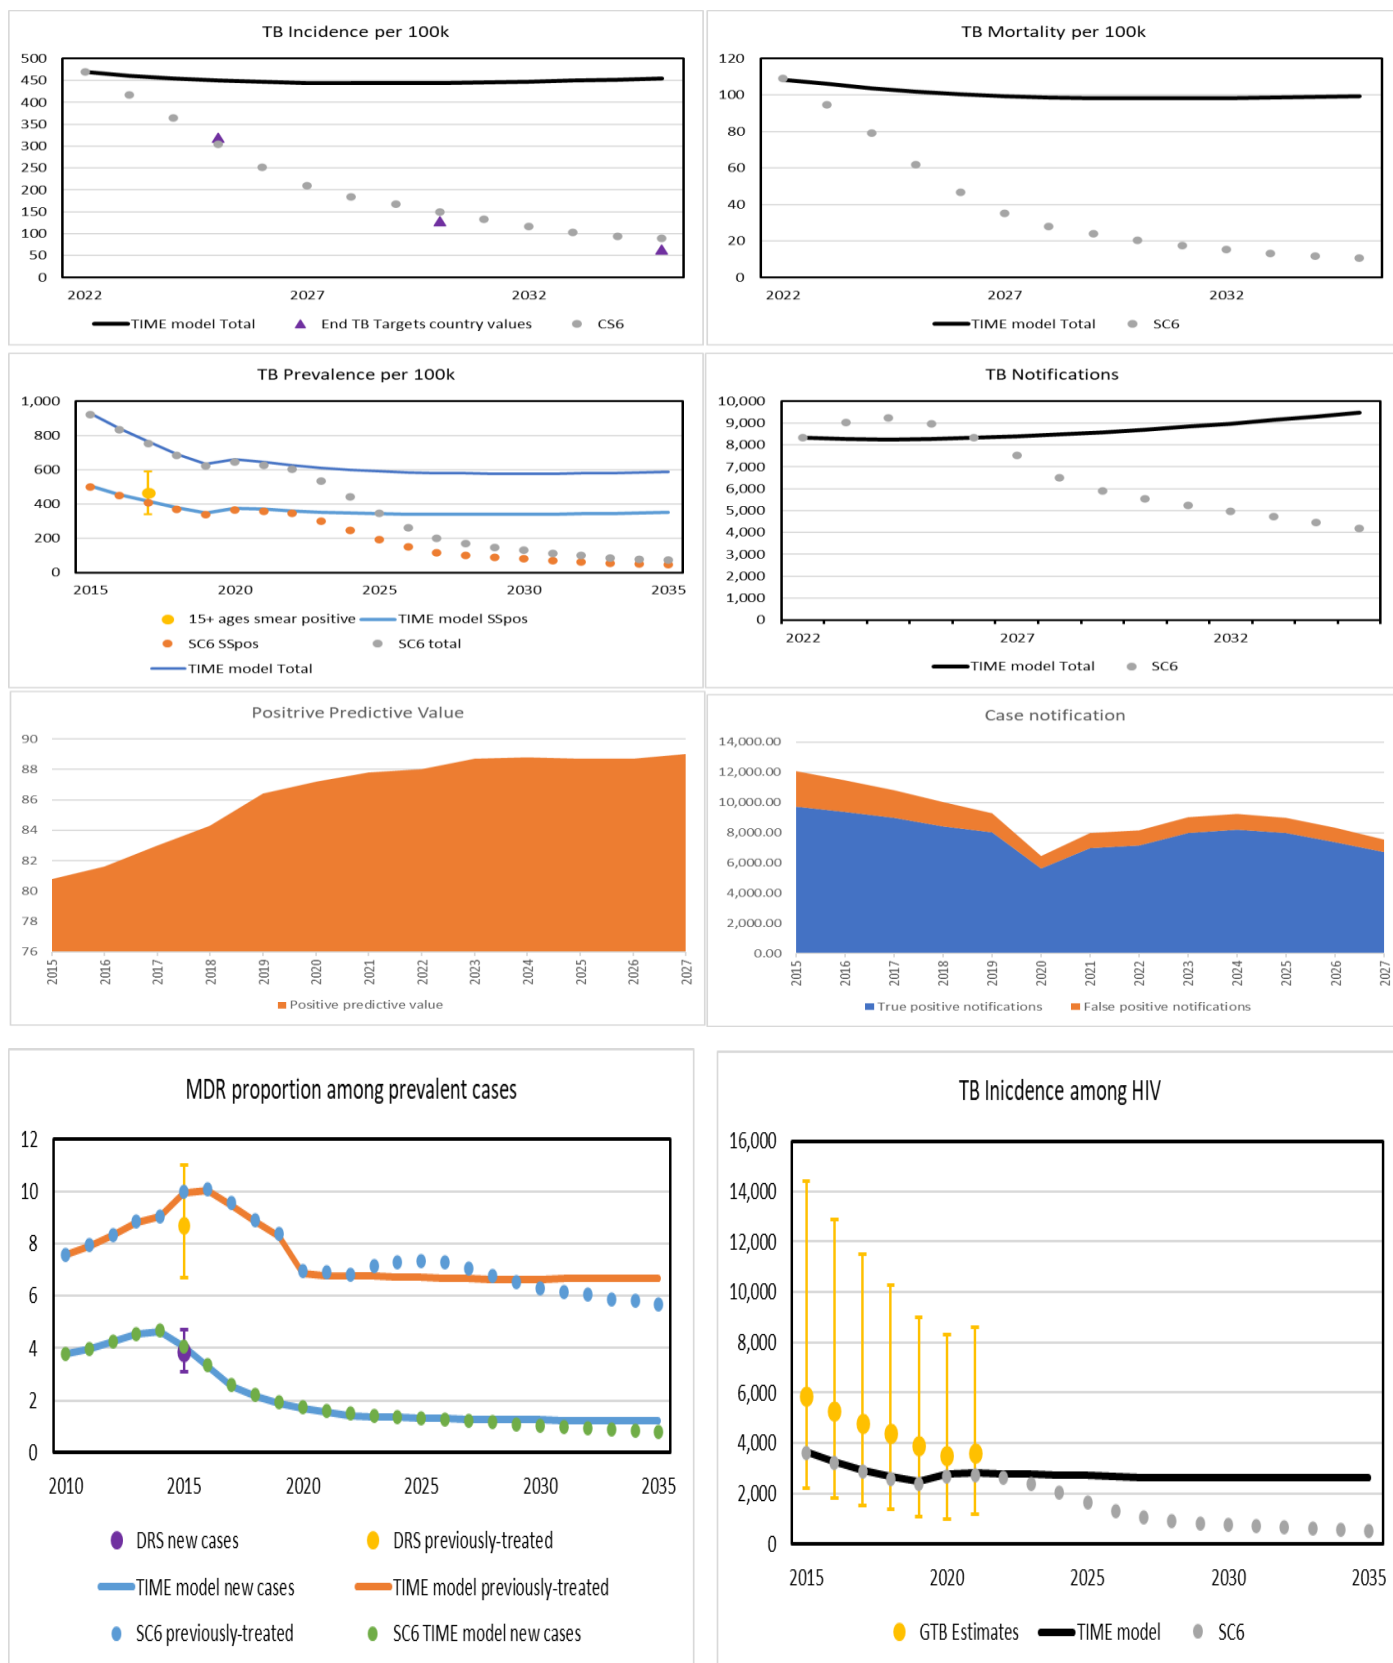 TB Incidence per 100k
500
450
400
350
300
250
200
150
100
50
0
2022 2027 2032
TIME model Total End TB Targets country values CS6
TB Mortality per 100k
120
100
80
60
40
20
0
2022 2027 2032
TIME model Total SC6
TB Prevalence per 100k
1,000
800
600
400
200
0
2015 2020 2025 2030 2035
15+ ages smear positive TIME model SSpos
SC6 SSpos SC6 total
TIME model Total
TB Notifications
10,000
9,000
8,000
7,000
6,000
5,000
4,000
3,000
2,000
1,000
0
2022 2027 2032
TIME model Total SC6
Positrive Predictive Value
90
88
86
84
82
80
78
76
2015 2016 2017 2018 2019 2020 2021 2022 2023 2024 2025 2026 2027
Positive predictive value
Case notification
14,000.00
12,000.00
10,000.00
8,000.00
6,000.00
4,000.00
2,000.00
0.00
2015 2016 2017 2018 2019 2020 2021 2022 2023 2024 2025 2026 2027
True positive notifications False positive notifications
MDR proportion among prevalent cases
12
10
8
6
4
2
0
2010 2015 2020 2025 2030 2035
DRS new cases DRS previously-treated
TIME model new cases TIME model previously-treated
SC6 previously-treated SC6 TIME model new cases
TB Inicdence among HIV
16,000
14,000
12,000
10,000
8,000
6,000
4,000
2,000
0
2015 2020 2025 2030 2035
GTB Estimates TIME model SC6